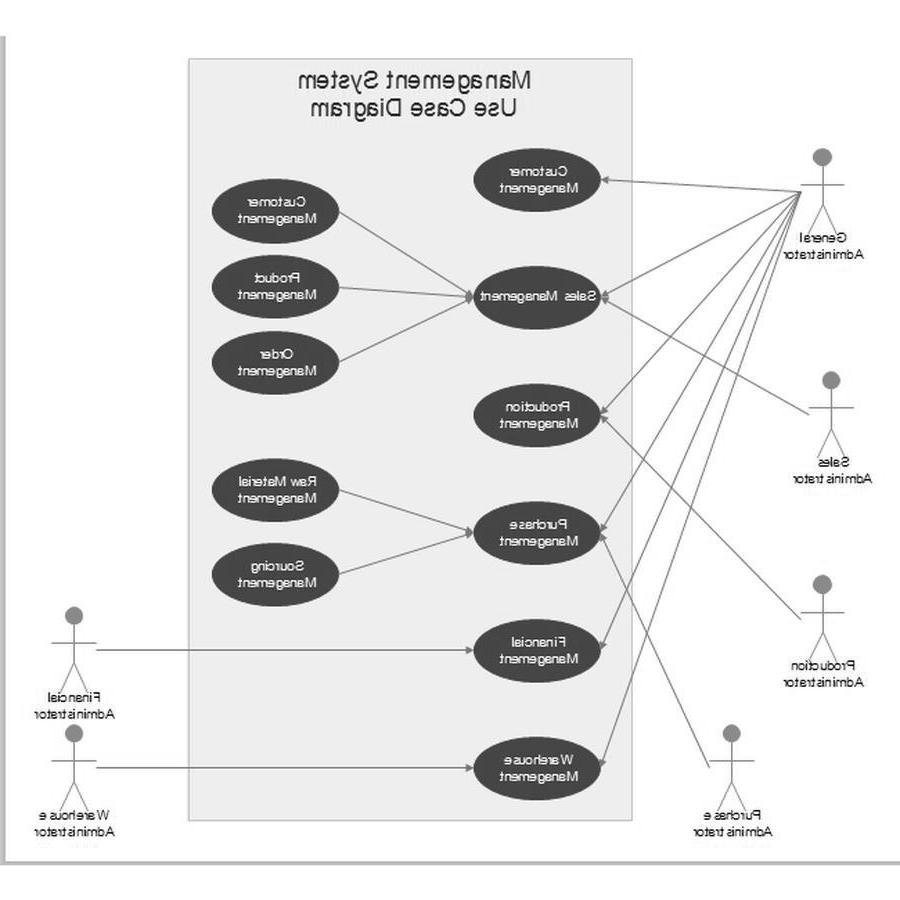 Management System
Use Case Diagram
Customer
Management
Customer
Management
General
Administrator
Product
Management
Sales Management
Order
Management
Production
Management
Sales
Administrator
Raw Material
Management
Purchase
Management
Sourcing
Management
Financial
Management
Production
Administrator
Financial
Administrator
Warehouse
Management
Warehouse
Administrator
Purchase
Administrator